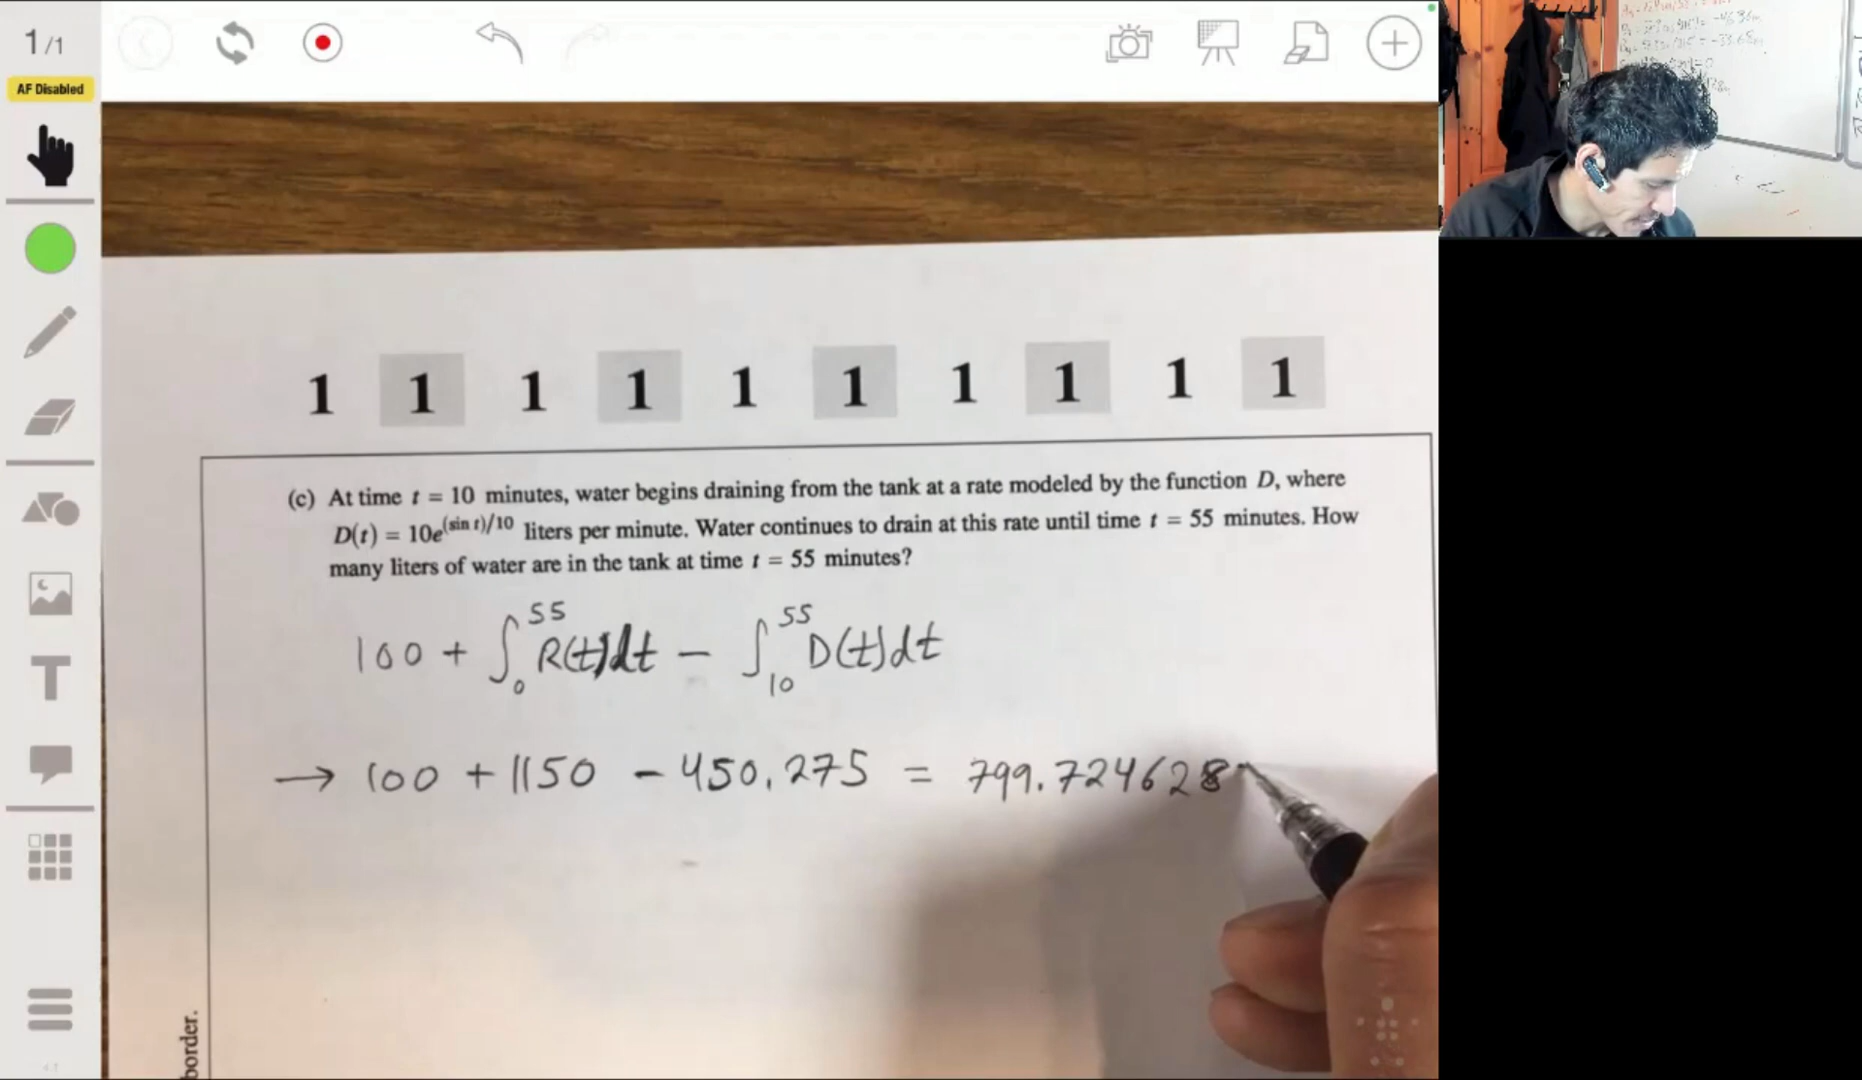 1/1
AF Disabled
1 1 1 1 1 1 1 1 1 1
(c) At time t = 10 minutes, water begins draining from the tank at a rate modeled by the function D, where
D(t) = 10e^(sin t)/10 liters per minute. Water continues to drain at this rate until time t = 55 minutes. How
many liters of water are in the tank at time t = 55 minutes?
100 + ∫₀⁵⁵ R(t)dt − ∫₁₀⁵⁵ D(t)dt
→ 100 + 1150 − 450.275 = 799.724628
border.
T